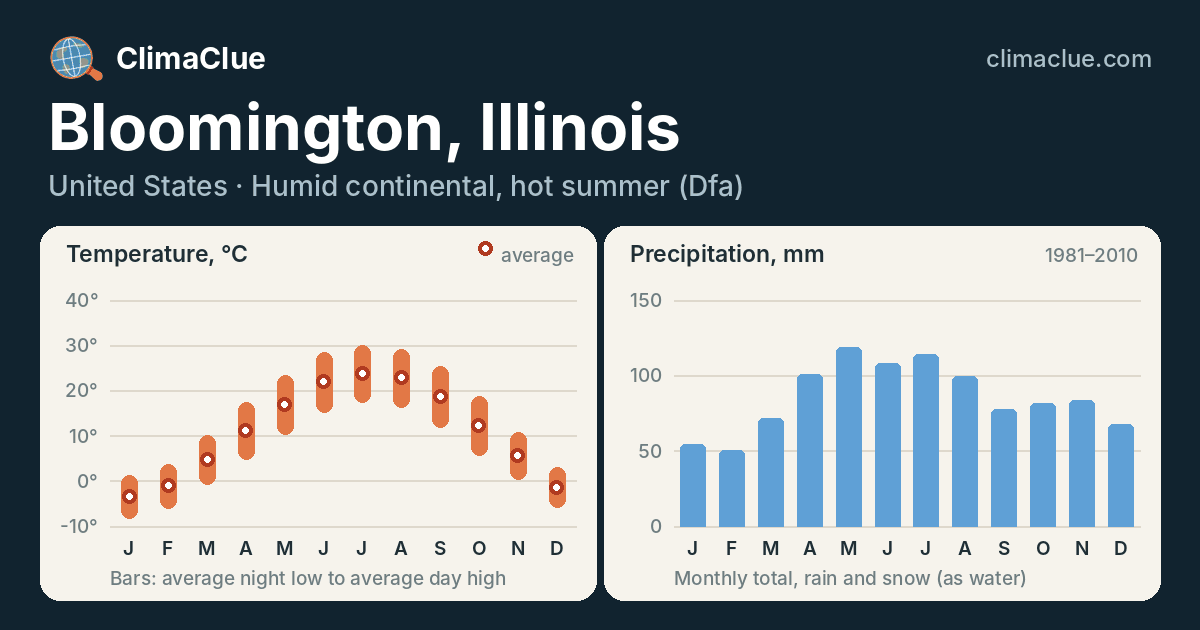 ClimaClue
climaclue.com
Bloomington, Illinois
United States · Humid continental, hot summer (Dfa)
Temperature, °C
average
40°
30°
20°
10°
0°
-10°
J F M A M J J A S O N D
Bars: average night low to average day high
Precipitation, mm
1981–2010
150
100
50
0
J F M A M J J A S O N D
Monthly total, rain and snow (as water)